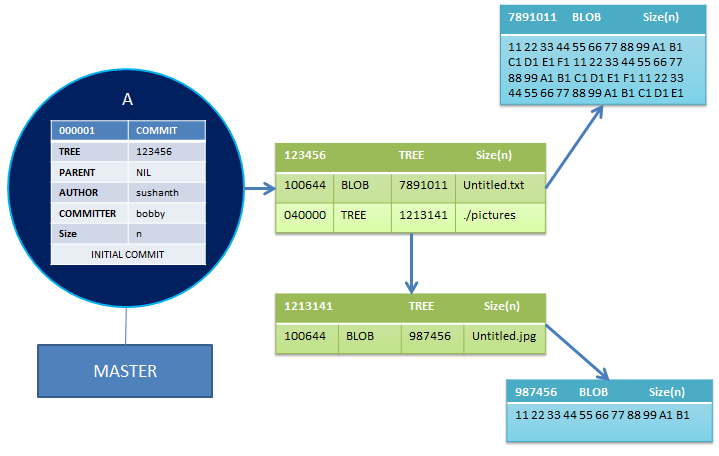 A
000001 COMMIT
TREE 123456
PARENT NIL
AUTHOR sushanth
COMMITTER bobby
Size n
INITIAL COMMIT
MASTER
123456 TREE Size(n)
100644 BLOB 7891011 Untitled.txt
040000 TREE 1213141 ./pictures
1213141 TREE Size(n)
100644 BLOB 987456 Untitled.jpg
7891011 BLOB Size(n)
11 22 33 44 55 66 77 88 99 A1 B1
C1 D1 E1 F1 11 22 33 44 55 66 77
88 99 A1 B1 C1 D1 E1 F1 11 22 33
44 55 66 77 88 99 A1 B1 C1 D1 E1
987456 BLOB Size(n)
11 22 33 44 55 66 77 88 99 A1 B1